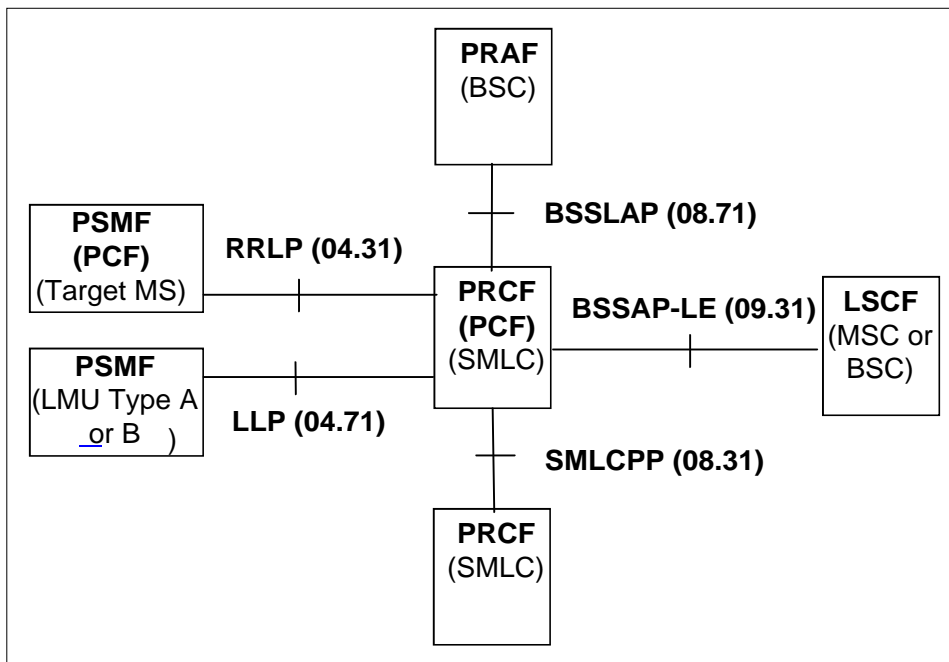 PRAF
(BSC)
BSSLAP (08.71)
PSMF
(PCF)
(Target MS)
RRLP (04.31)
PRCF
(PCF)
(SMLC)
BSSAP-LE (09.31)
LSCF
(MSC or
BSC)
PSMF
(LMU Type A
or B )
LLP (04.71)
SMLCPP (08.31)
PRCF
(SMLC)